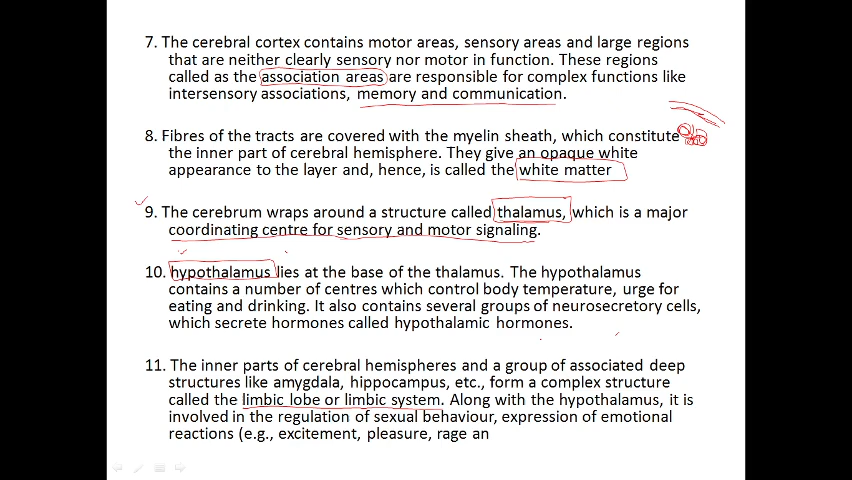 7. The cerebral cortex contains motor areas, sensory areas and large regions
that are neither clearly sensory nor motor in function. These regions
called as the association areas are responsible for complex functions like
intersensory associations, memory and communication.
8. Fibres of the tracts are covered with the myelin sheath, which constitute
the inner part of cerebral hemisphere. They give an opaque white
appearance to the layer and, hence, is called the white matter
9. The cerebrum wraps around a structure called thalamus, which is a major
coordinating centre for sensory and motor signaling.
10. hypothalamus lies at the base of the thalamus. The hypothalamus
contains a number of centres which control body temperature, urge for
eating and drinking. It also contains several groups of neurosecretory cells,
which secrete hormones called hypothalamic hormones.
11. The inner parts of cerebral hemispheres and a group of associated deep
structures like amygdala, hippocampus, etc., form a complex structure
called the limbic lobe or limbic system. Along with the hypothalamus, it is
involved in the regulation of sexual behaviour, expression of emotional
reactions (e.g., excitement, pleasure, rage an